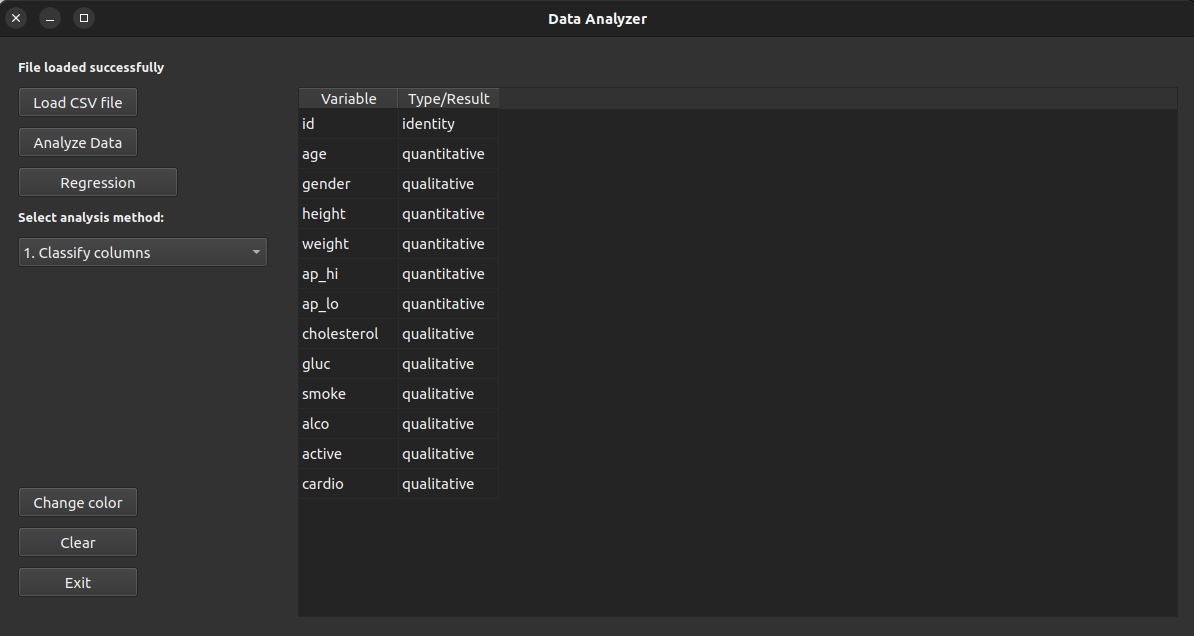 Data Analyzer
File loaded successfully
Load CSV file
Analyze Data
Regression
Select analysis method:
1. Classify columns
Change color
Clear
Exit
Variable Type/Result
id identity
age quantitative
gender qualitative
height quantitative
weight quantitative
ap_hi quantitative
ap_lo quantitative
cholesterol qualitative
gluc qualitative
smoke qualitative
alco qualitative
active qualitative
cardio qualitative